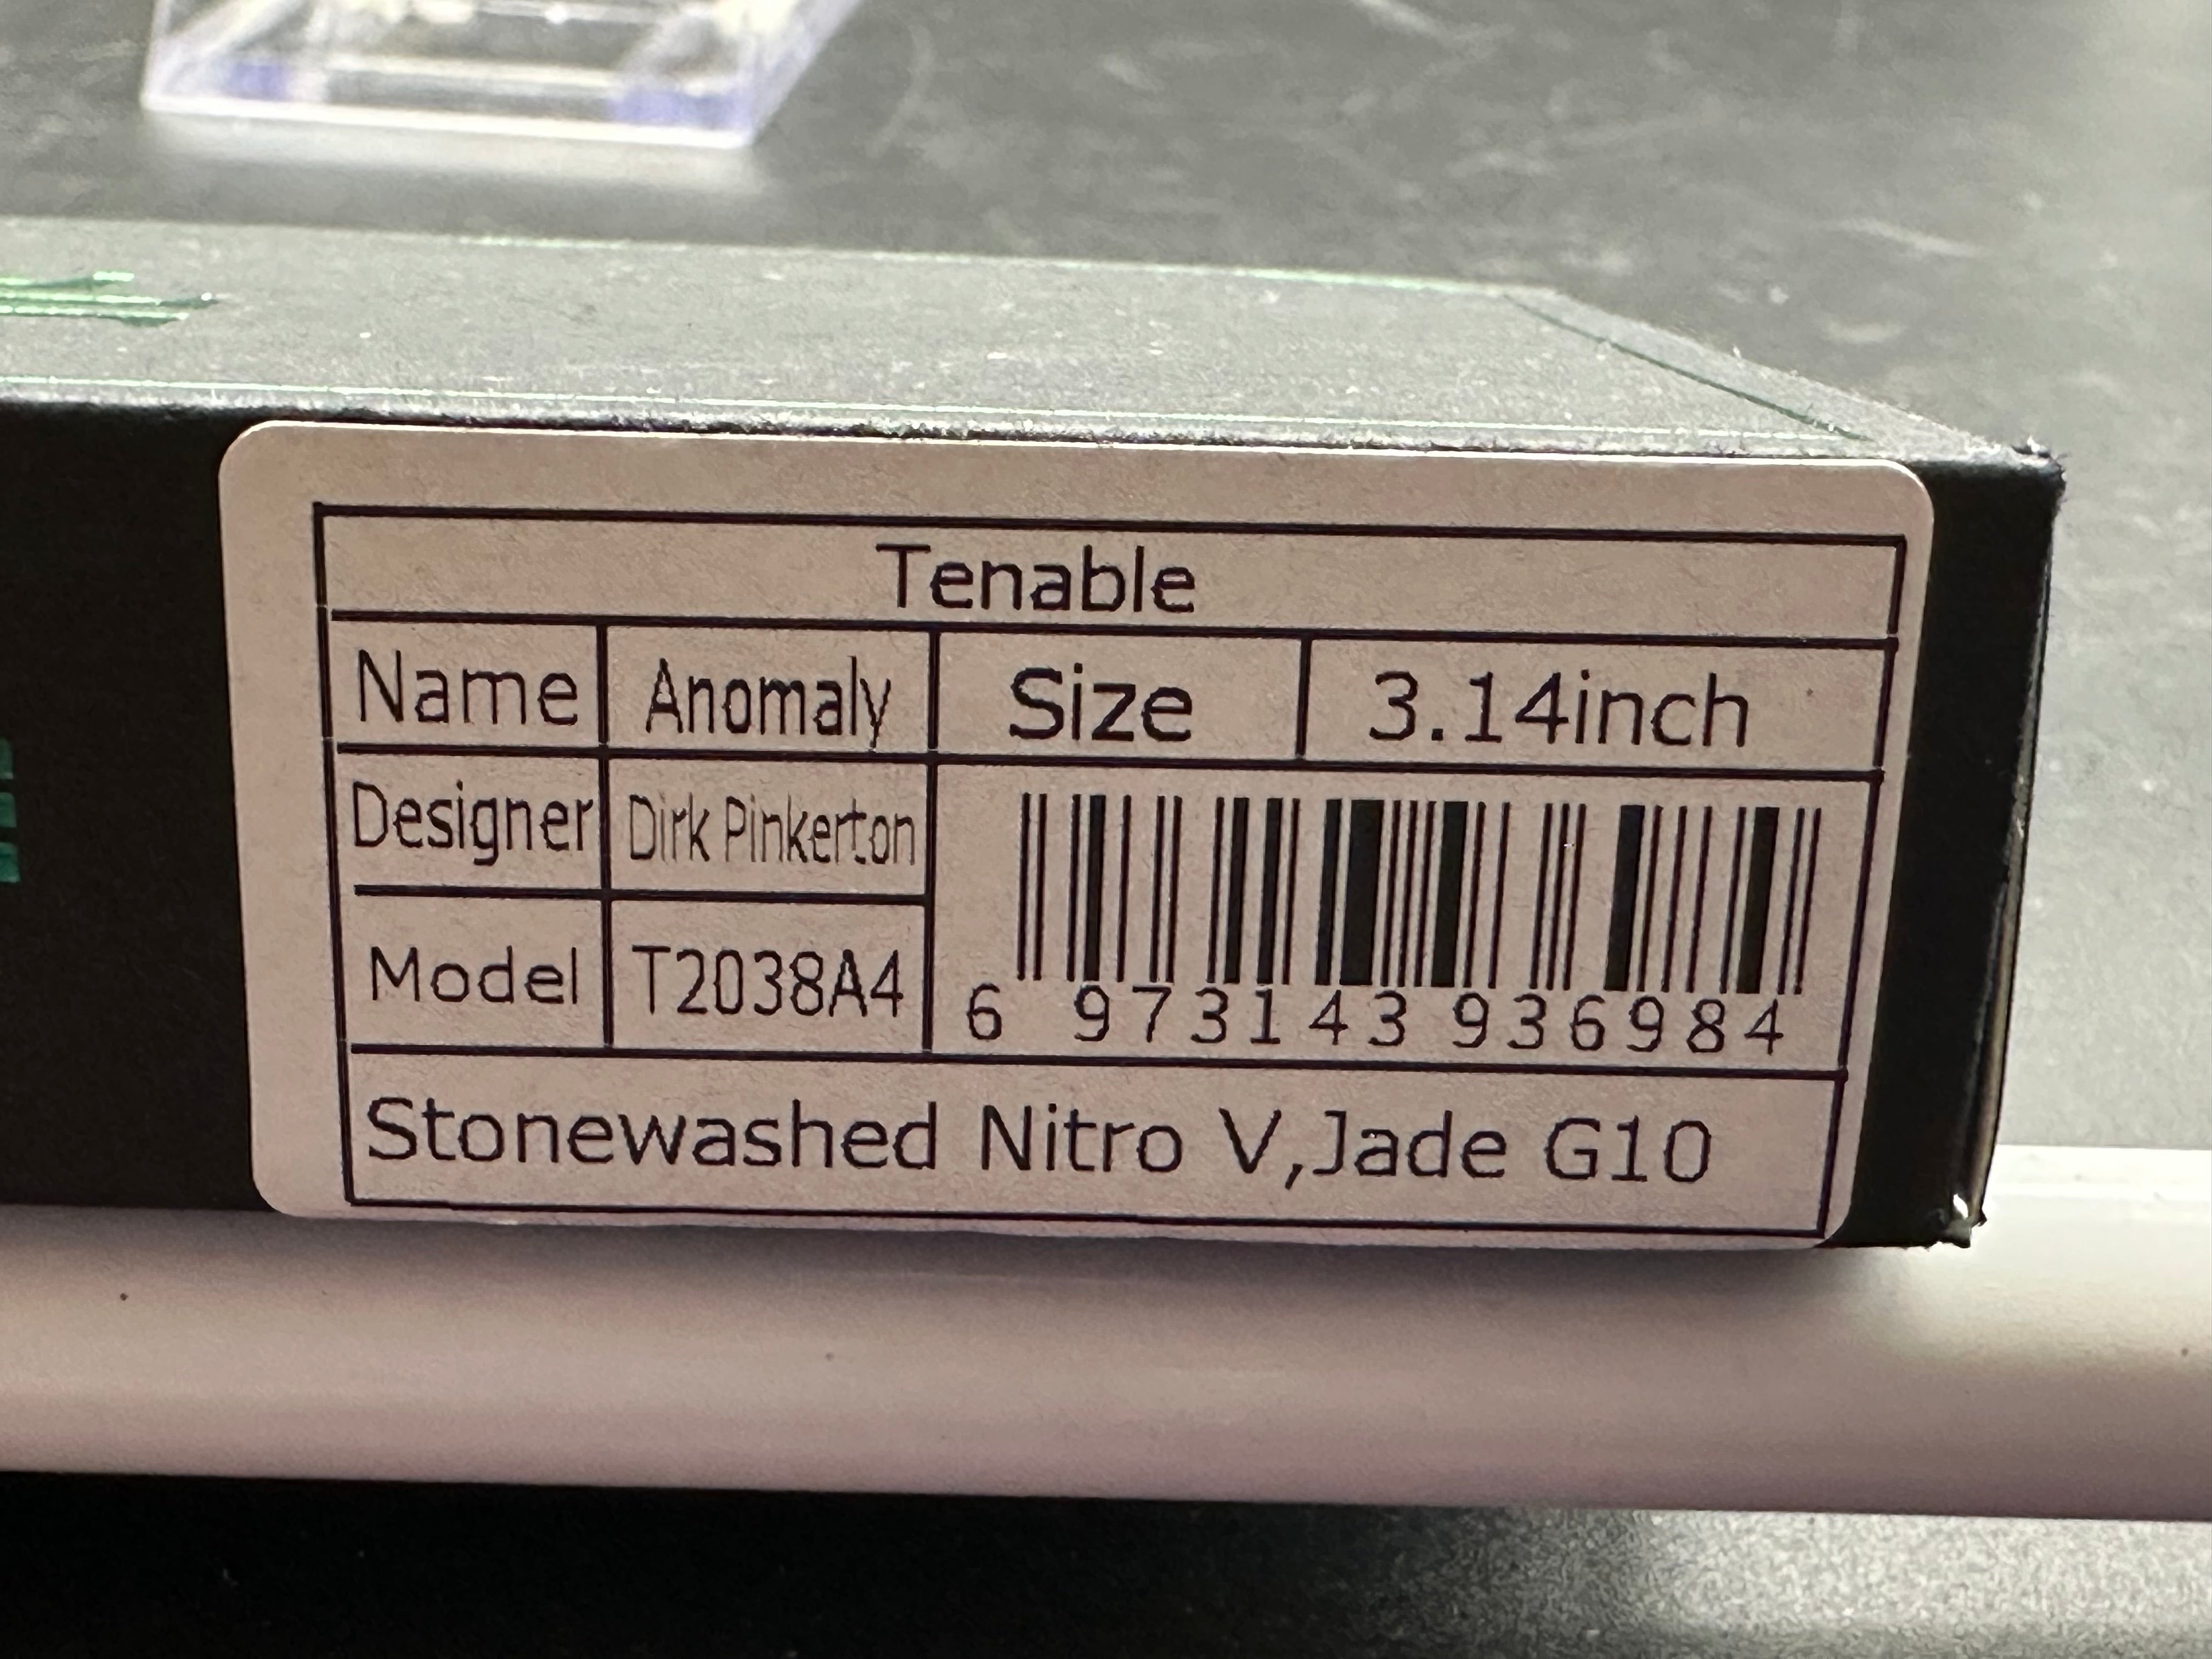 Tenable
Name Anomaly Size 3.14inch
Designer Dirk Pinkerton
Model T2038A4
6 973143 936984
Stonewashed Nitro V,Jade G10